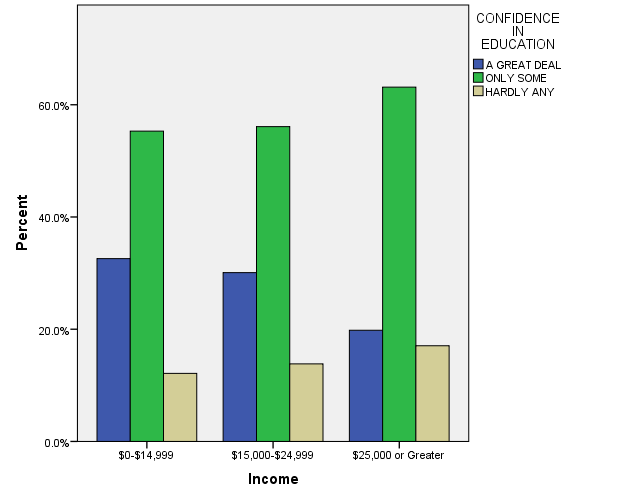 CONFIDENCE
IN
EDUCATION
A GREAT DEAL
ONLY SOME
HARDLY ANY
Percent
60.0%
40.0%
20.0%
0.0%
$0-$14,999
$15,000-$24,999
$25,000 or Greater
Income